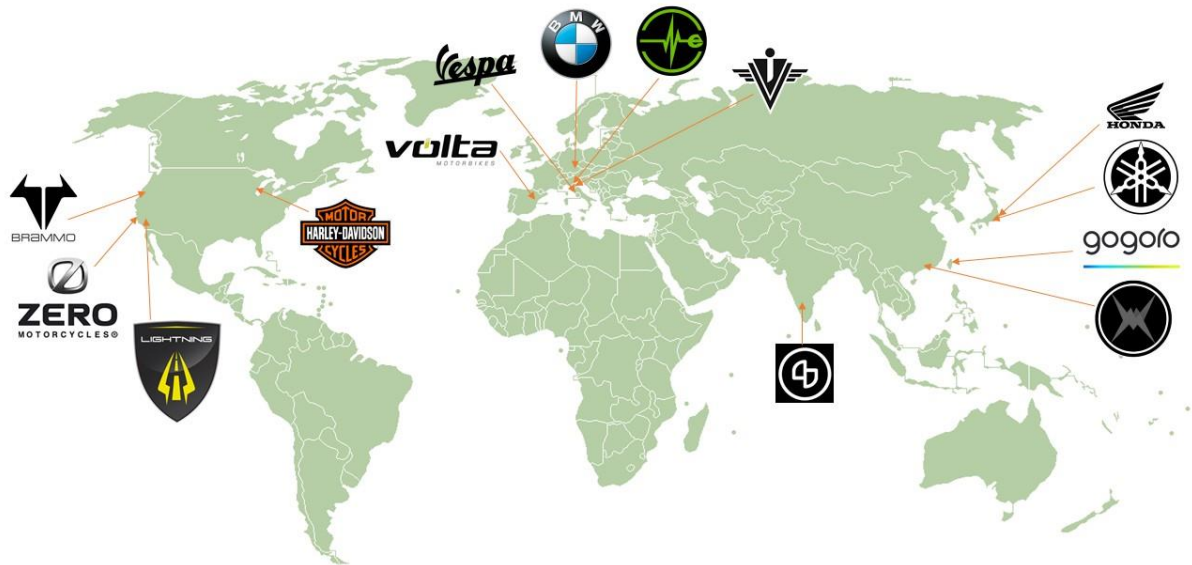 Vespa
BMW
e
volta
MOTORBIKES
HONDA
BRAMMO
MOTOR
HARLEY-DAVIDSON
CYCLES
gogoro
ZERO
MOTORCYCLES®
LIGHTNING